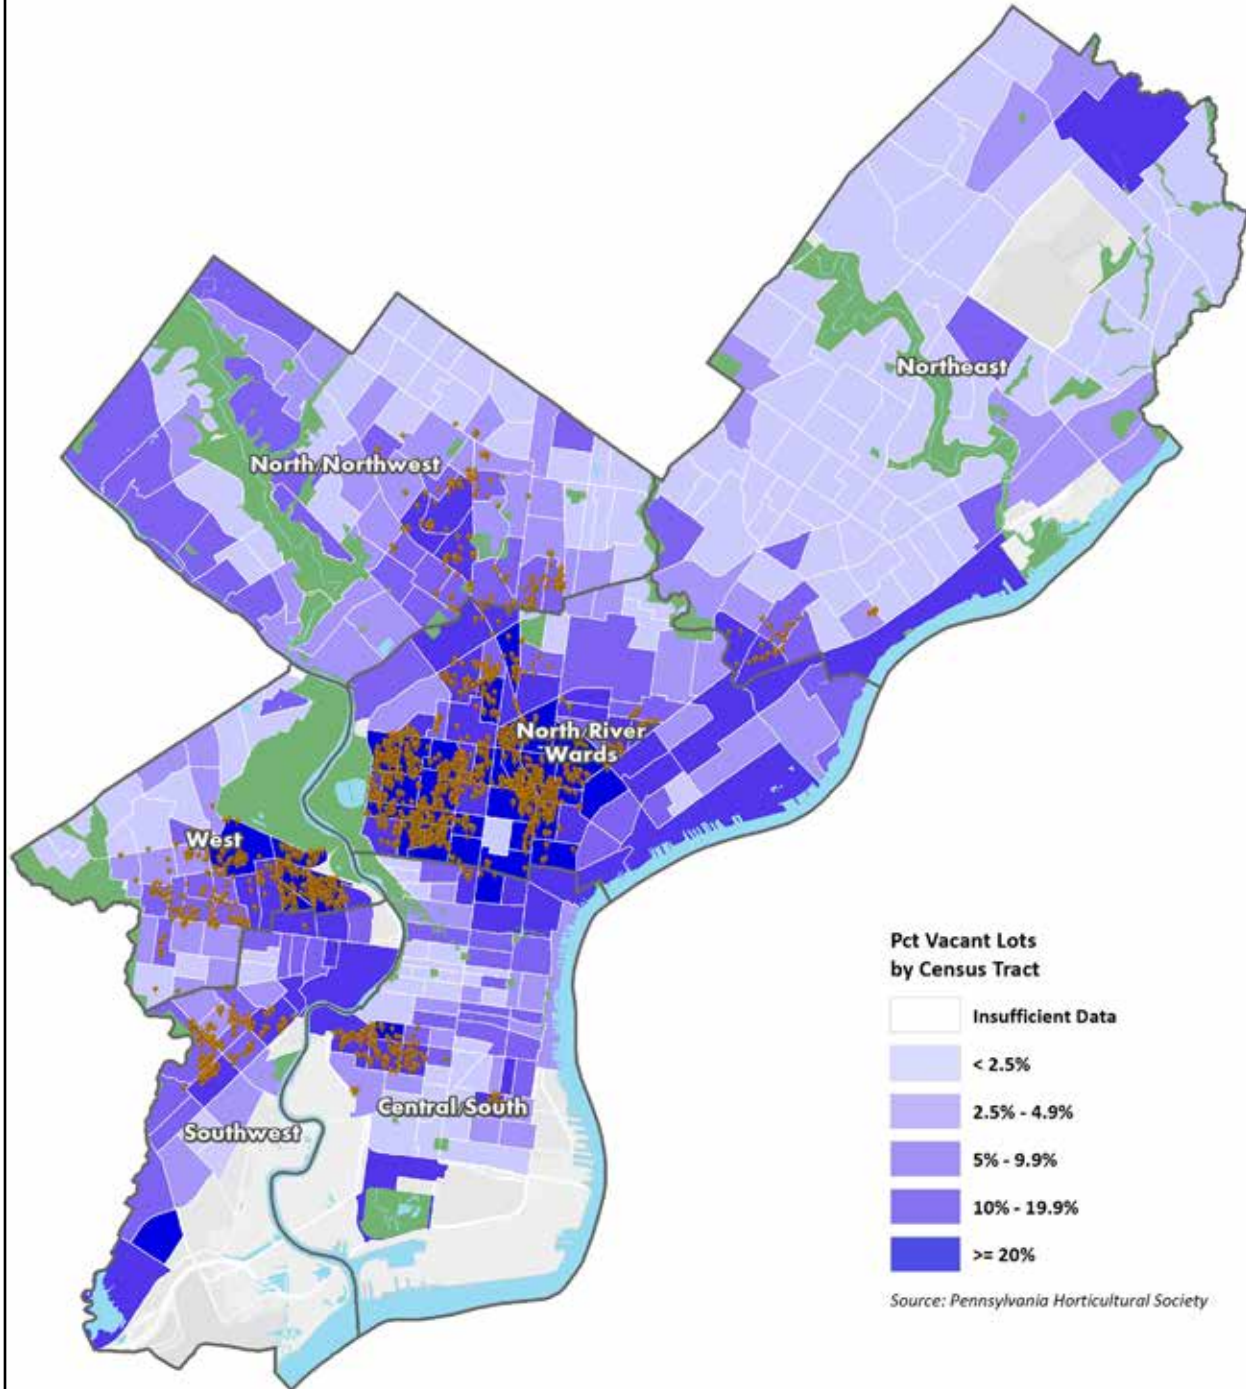 Northeast
North/Northwest
North/River
Wards
West
Central/South
Southwest
Pct Vacant Lots
by Census Tract
Insufficient Data
< 2.5%
2.5% - 4.9%
5% - 9.9%
10% - 19.9%
>= 20%
Source: Pennsylvania Horticultural Society